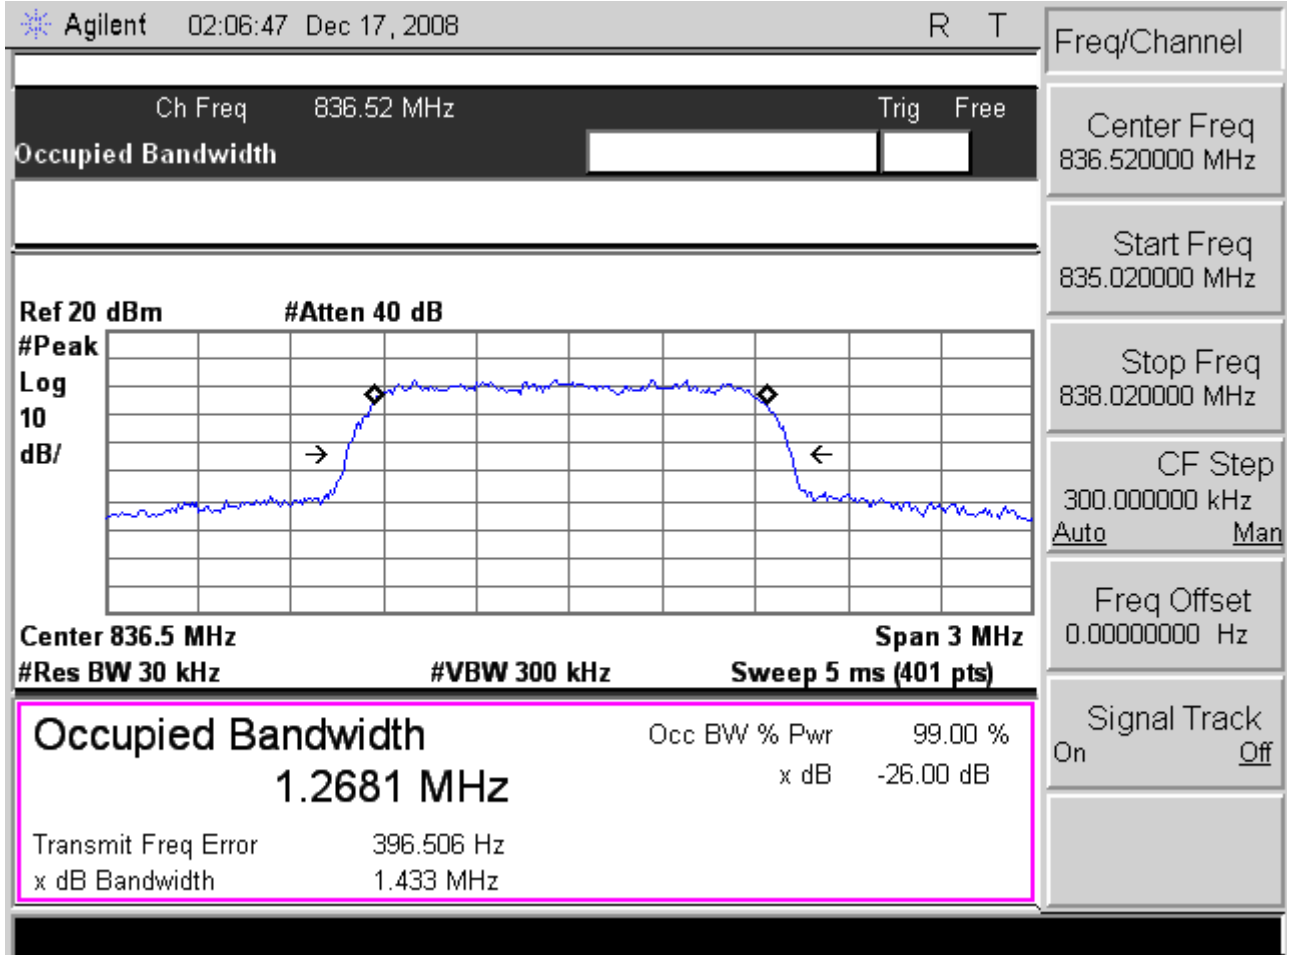 Agilent 02:06:47 Dec 17, 2008 R T
Ch Freq 836.52 MHz Trig Free
Occupied Bandwidth
Ref 20 dBm #Atten 40 dB
#Peak
Log
10
dB/
Center 836.5 MHz Span 3 MHz
#Res BW 30 kHz #VBW 300 kHz Sweep 5 ms (401 pts)
Occupied Bandwidth
1.2681 MHz
Occ BW % Pwr 99.00 %
x dB -26.00 dB
Transmit Freq Error 396.506 Hz
x dB Bandwidth 1.433 MHz
Freq/Channel
Center Freq
836.520000 MHz
Start Freq
835.020000 MHz
Stop Freq
838.020000 MHz
CF Step
300.000000 kHz
Auto Man
Freq Offset
0.00000000 Hz
Signal Track
On Off